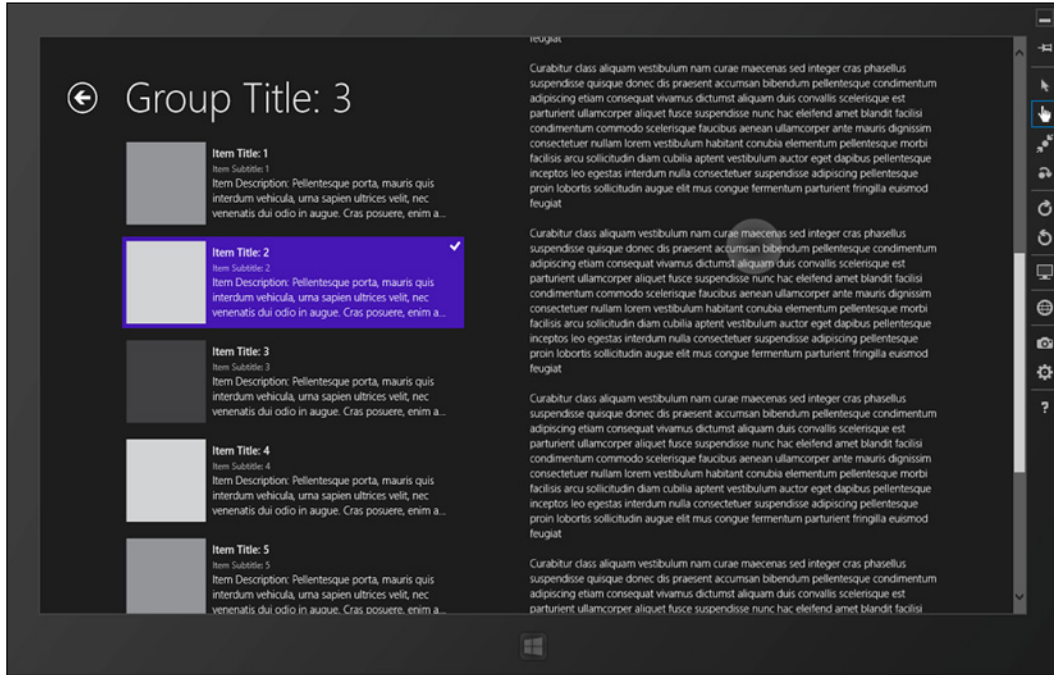 Group Title: 3
Item Title: 1
Item Subtitle: 1
Item Description: Pellentesque porta, mauris quis
interdum vehicula, urna sapien ultrices velit, nec
venenatis dui odio in augue. Cras posuere, enim a...
Item Title: 2
Item Subtitle: 2
Item Description: Pellentesque porta, mauris quis
interdum vehicula, urna sapien ultrices velit, nec
venenatis dui odio in augue. Cras posuere, enim a...
Item Title: 3
Item Subtitle: 3
Item Description: Pellentesque porta, mauris quis
interdum vehicula, urna sapien ultrices velit, nec
venenatis dui odio in augue. Cras posuere, enim a...
Item Title: 4
Item Subtitle: 4
Item Description: Pellentesque porta, mauris quis
interdum vehicula, urna sapien ultrices velit, nec
venenatis dui odio in augue. Cras posuere, enim a...
Item Title: 5
Item Subtitle: 5
Item Description: Pellentesque porta, mauris quis
interdum vehicula, urna sapien ultrices velit, nec
venenatis dui odio in augue. Cras posuere, enim a...
feugiat
Curabitur class aliquam vestibulum nam curae maecenas sed integer cras phasellus
suspendisse quisque donec dis praesent accumsan bibendum pellentesque condimentum
adipiscing etiam consequat vivamus dictumst aliquam duis convallis scelerisque est
parturient ullamcorper aliquet fusce suspendisse nunc hac eleifend amet blandit facilisi
condimentum commodo scelerisque faucibus aenean ullamcorper ante mauris dignissim
consectetuer nullam lorem vestibulum habitant conubia elementum pellentesque morbi
facilisis arcu sollicitudin diam cubilia aptent vestibulum auctor eget dapibus pellentesque
inceptos leo egestas interdum nulla consectetuer suspendisse adipiscing pellentesque
proin lobortis sollicitudin augue elit mus congue fermentum parturient fringilla euismod
feugiat
Curabitur class aliquam vestibulum nam curae maecenas sed integer cras phasellus
suspendisse quisque donec dis praesent accumsan bibendum pellentesque condimentum
adipiscing etiam consequat vivamus dictumst aliquam duis convallis scelerisque est
parturient ullamcorper aliquet fusce suspendisse nunc hac eleifend amet blandit facilisi
condimentum commodo scelerisque faucibus aenean ullamcorper ante mauris dignissim
consectetuer nullam lorem vestibulum habitant conubia elementum pellentesque morbi
facilisis arcu sollicitudin diam cubilia aptent vestibulum auctor eget dapibus pellentesque
inceptos leo egestas interdum nulla consectetuer suspendisse adipiscing pellentesque
proin lobortis sollicitudin augue elit mus congue fermentum parturient fringilla euismod
feugiat
Curabitur class aliquam vestibulum nam curae maecenas sed integer cras phasellus
suspendisse quisque donec dis praesent accumsan bibendum pellentesque condimentum
adipiscing etiam consequat vivamus dictumst aliquam duis convallis scelerisque est
parturient ullamcorper aliquet fusce suspendisse nunc hac eleifend amet blandit facilisi
condimentum commodo scelerisque faucibus aenean ullamcorper ante mauris dignissim
consectetuer nullam lorem vestibulum habitant conubia elementum pellentesque morbi
facilisis arcu sollicitudin diam cubilia aptent vestibulum auctor eget dapibus pellentesque
inceptos leo egestas interdum nulla consectetuer suspendisse adipiscing pellentesque
proin lobortis sollicitudin augue elit mus congue fermentum parturient fringilla euismod
feugiat
Curabitur class aliquam vestibulum nam curae maecenas sed integer cras phasellus
suspendisse quisque donec dis praesent accumsan bibendum pellentesque condimentum
adipiscing etiam consequat vivamus dictumst aliquam duis convallis scelerisque est
parturient ullamcorper aliquet fusce suspendisse nunc hac eleifend amet blandit facilisi
?